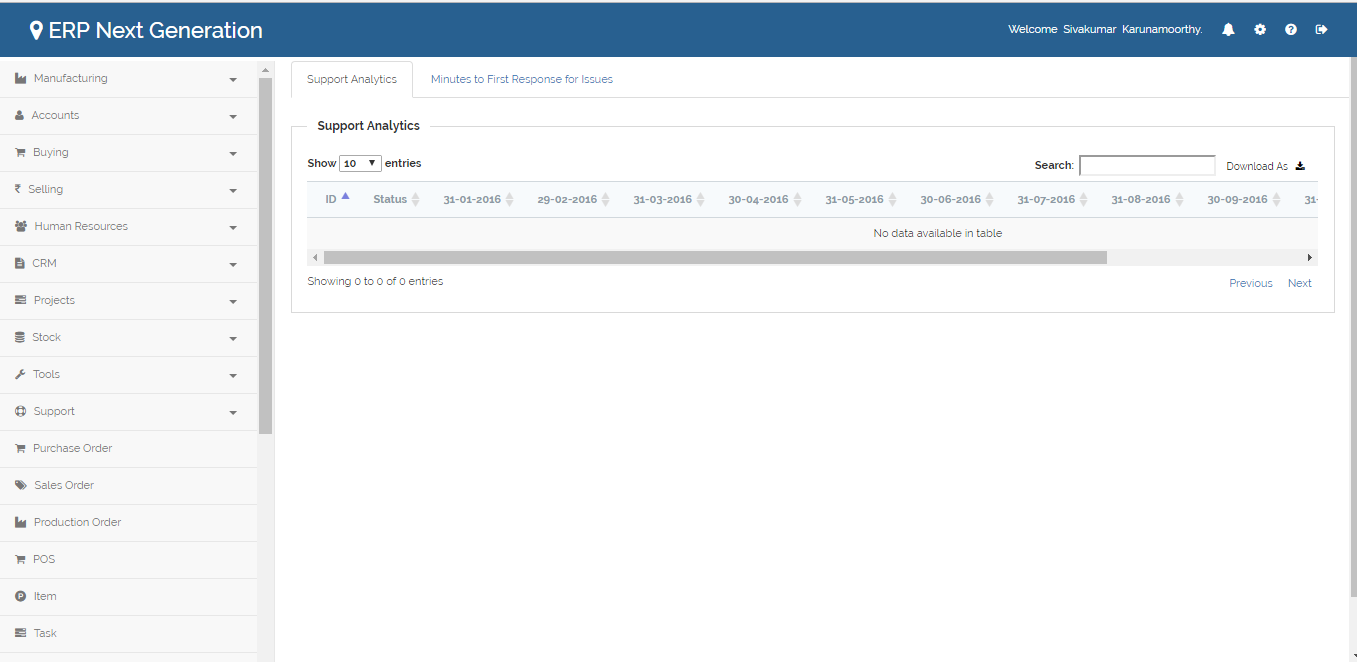 ERP Next Generation
Welcome Sivakumar Karunamoorthy.
Manufacturing
Accounts
Buying
Selling
Human Resources
CRM
Projects
Stock
Tools
Support
Purchase Order
Sales Order
Production Order
POS
Item
Task
Support Analytics
Minutes to First Response for Issues
Support Analytics
Show 10 entries
Search:
Download As
ID Status 31-01-2016 29-02-2016 31-03-2016 30-04-2016 31-05-2016 30-06-2016 31-07-2016 31-08-2016 30-09-2016 31-
No data available in table
Showing 0 to 0 of 0 entries
Previous Next